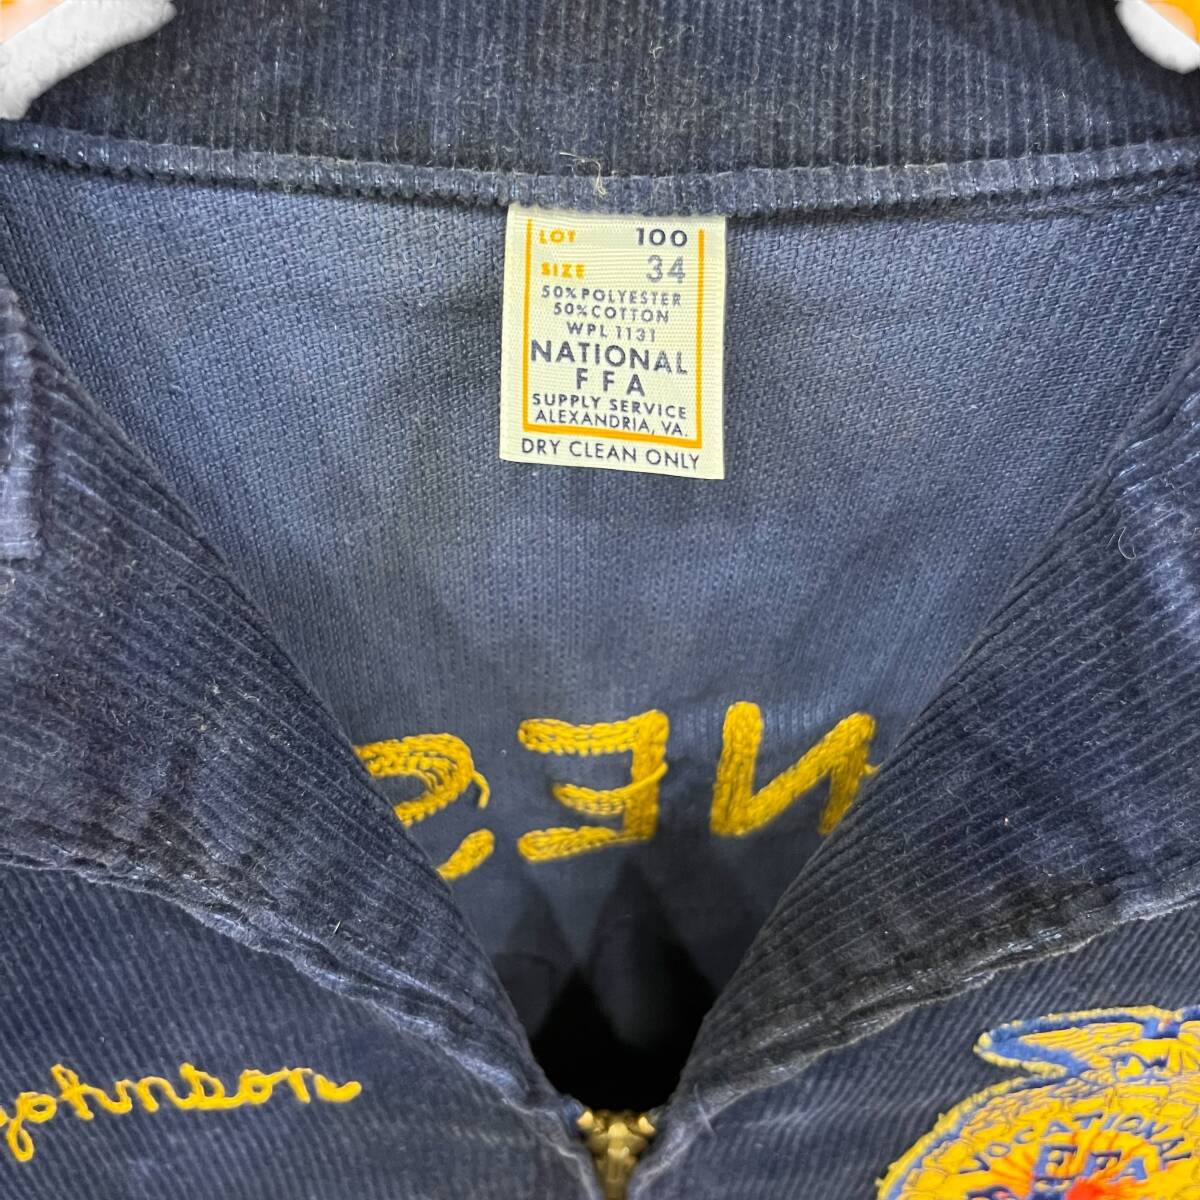 LOT 100
SIZE 34
50% POLYESTER
50% COTTON
WPL 1131
NATIONAL
FFA
SUPPLY SERVICE
ALEXANDRIA, VA.
DRY CLEAN ONLY
NES
Johnson
VOCATIONAL
FFA